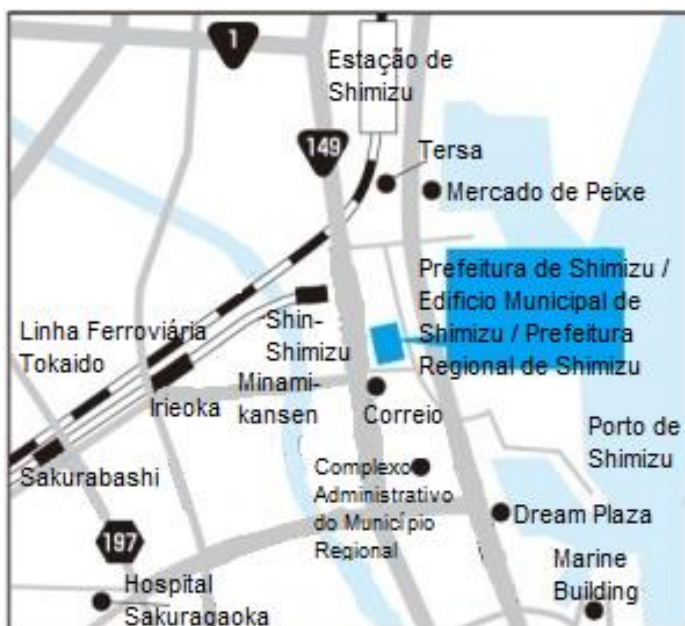 1
Estação de
Shimizu
149
Tersa
Mercado de Peixe
Prefeitura de Shimizu /
Edificio Municipal de
Shimizu / Prefeitura
Regional de Shimizu
Linha Ferroviária
Tokaido
Shin-
Shimizu
Minami-
kansen
Irieoka
Correio
Sakurabashi
Porto de
Shimizu
Complexo
Administrativo
do Município
Regional
Dream Plaza
197
Marine
Building
Hospital
Sakuragaoka